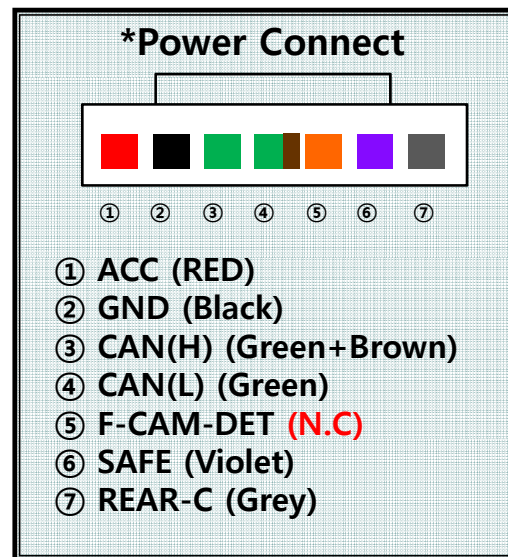 *Power Connect
① ② ③ ④ ⑤ ⑥ ⑦
① ACC (RED)
② GND (Black)
③ CAN(H) (Green+Brown)
④ CAN(L) (Green)
⑤ F-CAM-DET (N.C)
⑥ SAFE (Violet)
⑦ REAR-C (Grey)